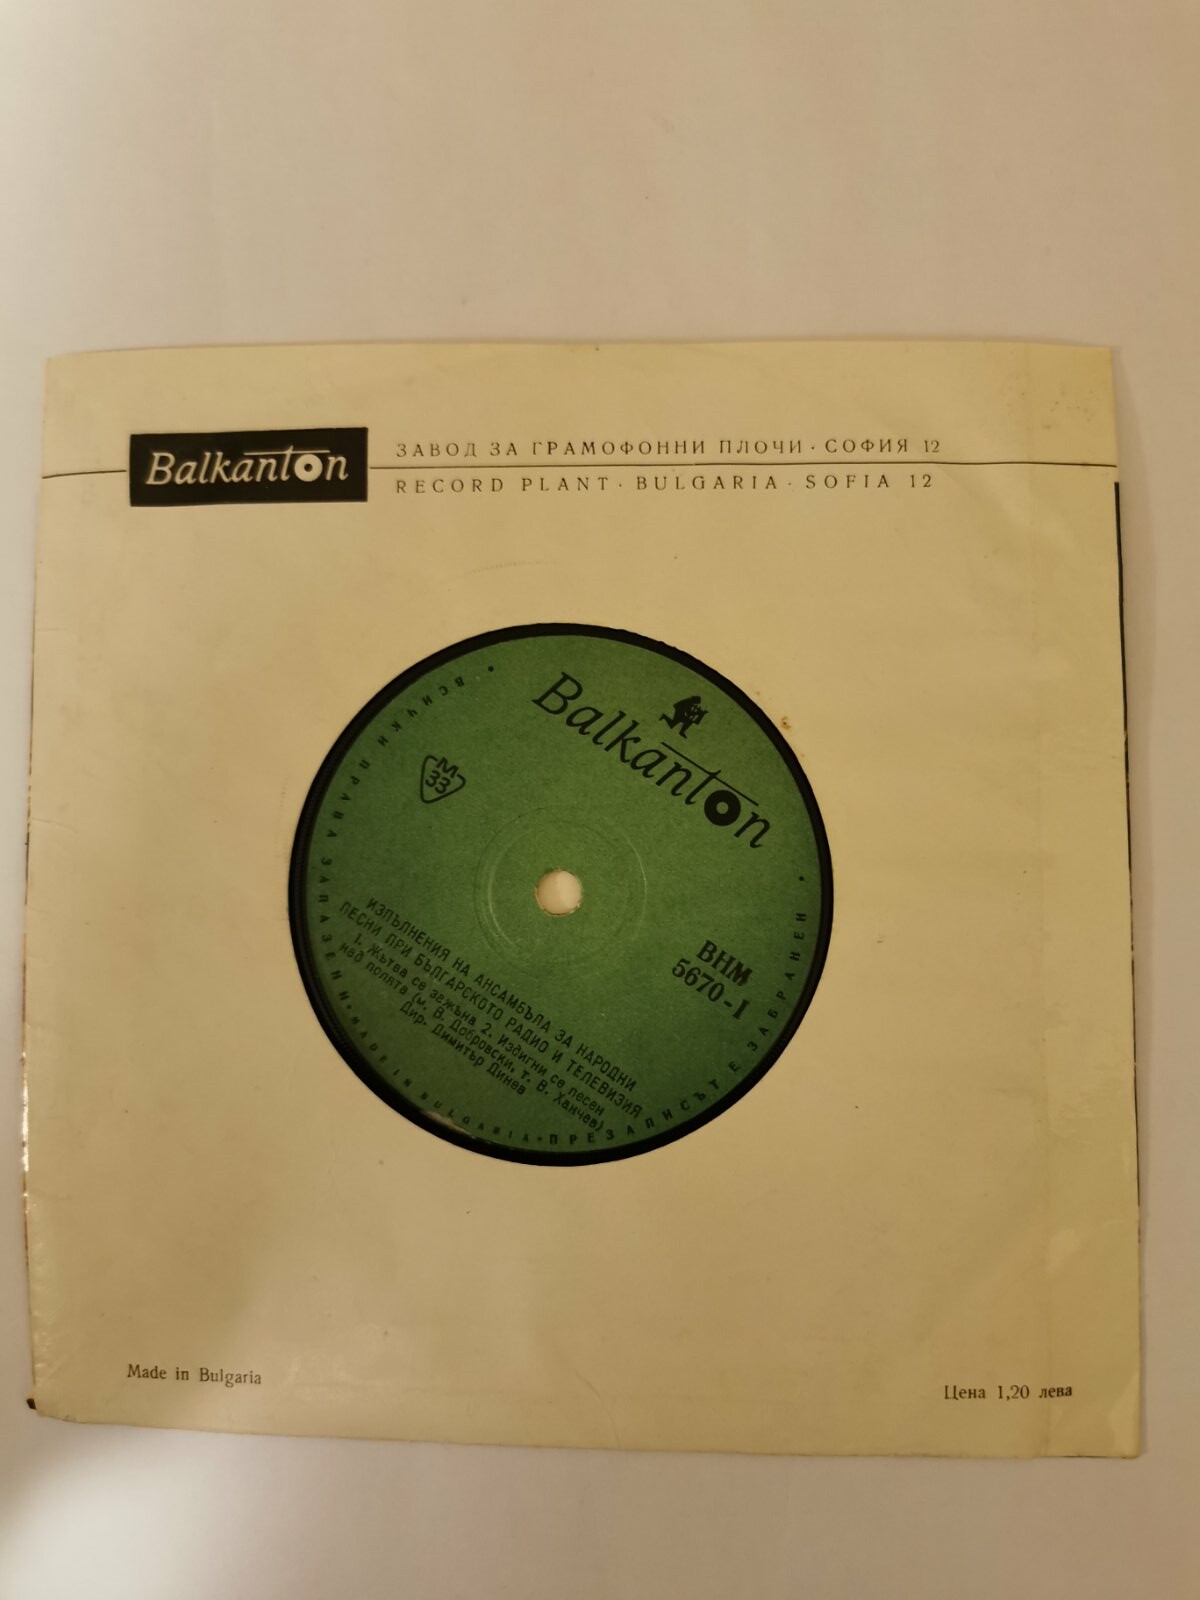 Balkanton
ЗАВОД ЗА ГРАМОФОННИ ПЛОЧИ · СОФИЯ 12
RECORD PLANT · BULGARIA · SOFIA 12
Balkanton
М
33
ВНМ
5670-I
ИЗПЪЛНЕНИЯ НА АНСАМБЪЛА ЗА НАРОДНИ
ПЕСНИ ПРИ БЪЛГАРСКОТО РАДИО И ТЕЛЕВИЗИЯ
1. Жътва се зажъна 2. Издигни се песен
над полята (м. В. Добровски, т. В. Ханчев)
Дир. Димитър Динев
• ВСИЧКИ ПРАВА ЗАПАЗЕНИ • MADE IN BULGARIA • ПРЕЗАПИСЪТ Е ЗАБРАНЕН •
Made in Bulgaria
Цена 1,20 лева